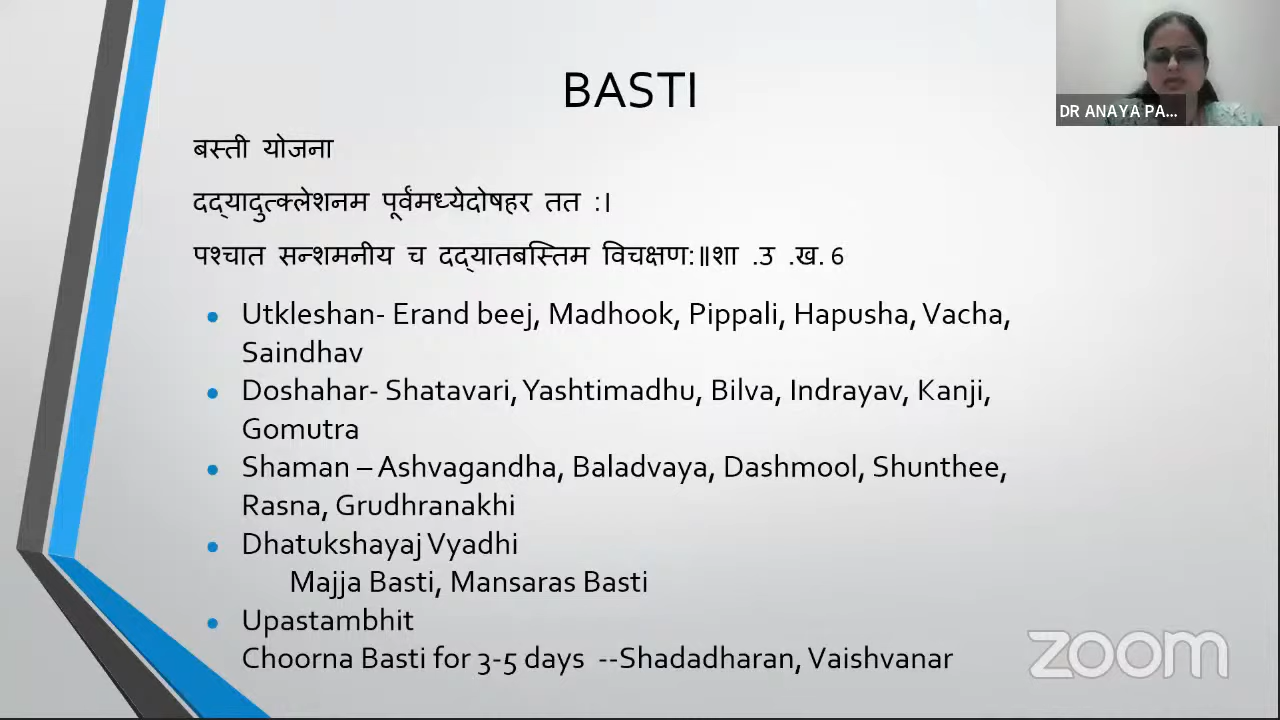 BASTI
DR ANAYA PA...
बस्ती योजना
दद्यादुत्क्लेशनम पूर्वंमध्येदोषहर तत :।
पश्चात सन्शमनीय च दद्यातबस्तिम विचक्षण:॥शा .उ .ख. 6
• Utkleshan- Erand beej, Madhook, Pippali, Hapusha, Vacha,
Saindhav
• Doshahar- Shatavari, Yashtimadhu, Bilva, Indrayav, Kanji,
Gomutra
• Shaman – Ashvagandha, Baladvaya, Dashmool, Shunthee,
Rasna, Grudhranakhi
• Dhatukshayaj Vyadhi
Majja Basti, Mansaras Basti
• Upastambhit
Choorna Basti for 3-5 days --Shadadharan, Vaishvanar
zoom